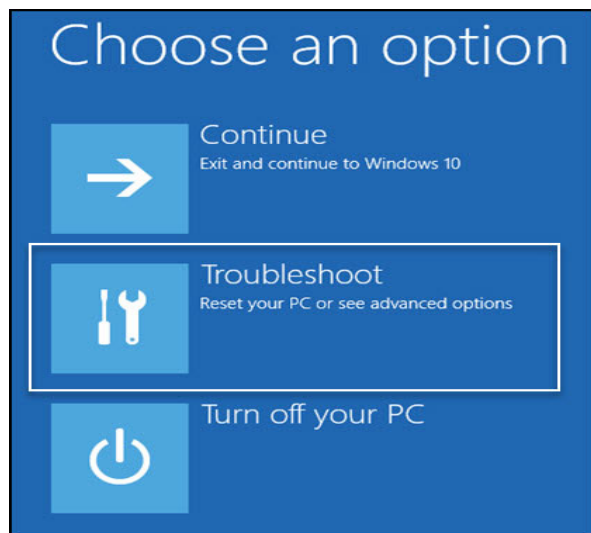 Choose an option
Continue
Exit and continue to Windows 10
Troubleshoot
Reset your PC or see advanced options
Turn off your PC